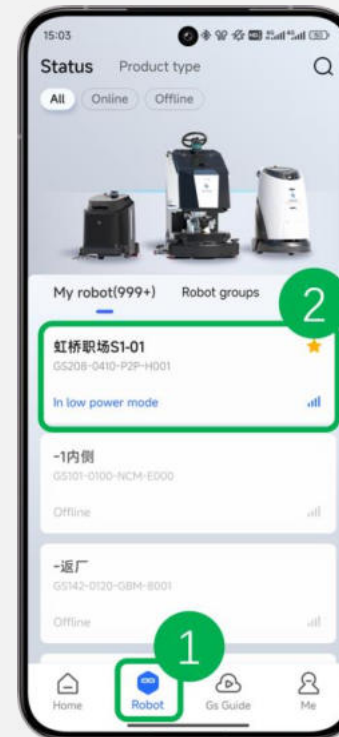 15:03
Status Product type
All Online Offline
My robot(999+) Robot groups
2
虹桥职场S1-01
GS208-0410-P2P-H001
In low power mode
-1内侧
GS101-0100-NCM-E000
Offline
-返厂
GS142-0120-GBM-8001
Offline
1
Home Robot Gs Guide Me